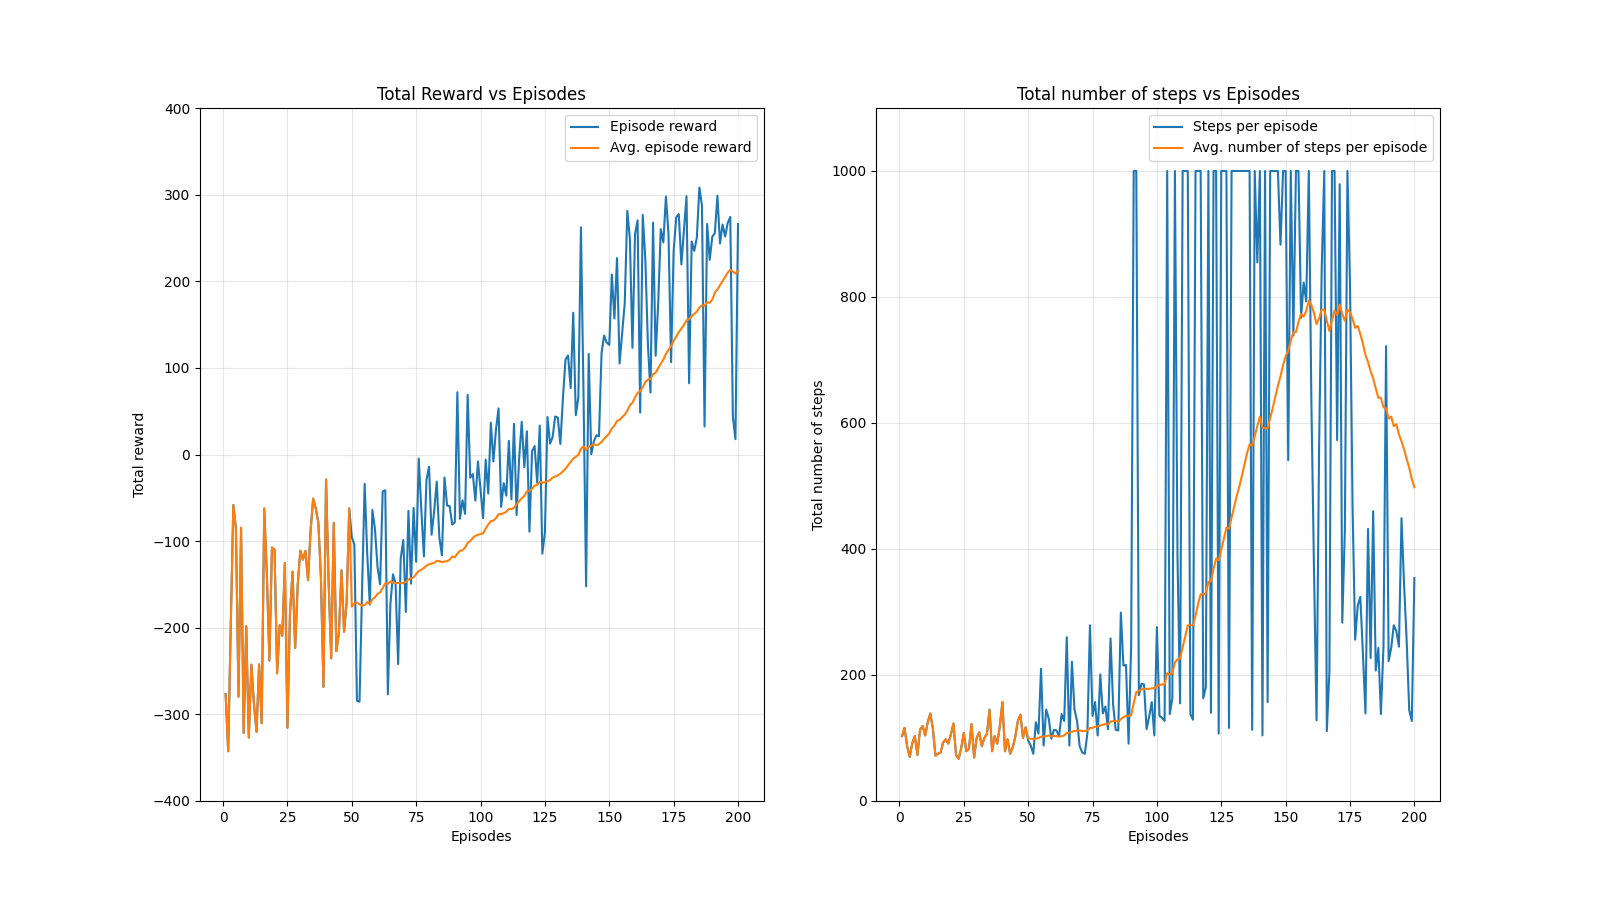 Total Reward vs Episodes
Episode reward
Avg. episode reward
400
300
200
100
0
−100
−200
−300
−400
Total reward
0 25 50 75 100 125 150 175 200
Episodes
Total number of steps vs Episodes
Steps per episode
Avg. number of steps per episode
1000
800
600
400
200
0
Total number of steps
0 25 50 75 100 125 150 175 200
Episodes